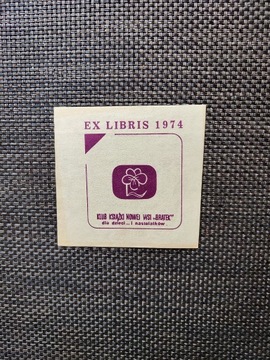 EX LIBRIS 1974
KLUB KSIĄŻKI NOWEJ WSI „BRATEK”
dla dzieci... i nastolatków